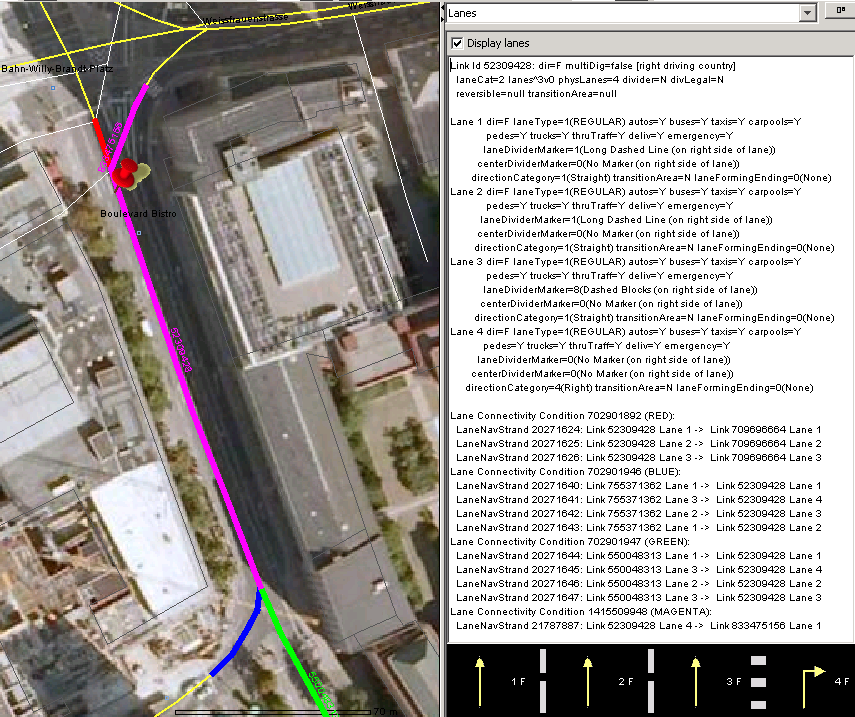 Weissfrauenstrasse
Bahn-Willy-Brandt-Platz
Boulevard Bistro
52309428
70 m
Lanes
Display lanes
Link Id 52309428: dir=F multiDig=false [right driving country]
laneCat=2 lanes^3v0 physLanes=4 divider=N divLegal=N
reversible=null transitionArea=null
Lane 1 dir=F laneType=1(REGULAR) autos=Y buses=Y taxis=Y carpools=Y
pedes=Y trucks=Y thruTraff=Y deliv=Y emergency=Y
laneDividerMarker=1(Long Dashed Line (on right side of lane))
centerDividerMarker=0(No Marker (on right side of lane))
directionCategory=1(Straight) transitionArea=N laneFormingEnding=0(None)
Lane 2 dir=F laneType=1(REGULAR) autos=Y buses=Y taxis=Y carpools=Y
pedes=Y trucks=Y thruTraff=Y deliv=Y emergency=Y
laneDividerMarker=1(Long Dashed Line (on right side of lane))
centerDividerMarker=0(No Marker (on right side of lane))
directionCategory=1(Straight) transitionArea=N laneFormingEnding=0(None)
Lane 3 dir=F laneType=1(REGULAR) autos=Y buses=Y taxis=Y carpools=Y
pedes=Y trucks=Y thruTraff=Y deliv=Y emergency=Y
laneDividerMarker=8(Dashed Blocks (on right side of lane))
centerDividerMarker=0(No Marker (on right side of lane))
directionCategory=1(Straight) transitionArea=N laneFormingEnding=0(None)
Lane 4 dir=F laneType=1(REGULAR) autos=Y buses=Y taxis=Y carpools=Y
pedes=Y trucks=Y thruTraff=Y deliv=Y emergency=Y
laneDividerMarker=0(No Marker (on right side of lane))
centerDividerMarker=0(No Marker (on right side of lane))
directionCategory=4(Right) transitionArea=N laneFormingEnding=0(None)
Lane Connectivity Condition 702901892 (RED):
LaneNavStrand 20271624: Link 52309428 Lane 1 -> Link 709696664 Lane 1
LaneNavStrand 20271625: Link 52309428 Lane 2 -> Link 709696664 Lane 2
LaneNavStrand 20271626: Link 52309428 Lane 3 -> Link 709696664 Lane 3
Lane Connectivity Condition 702901946 (BLUE):
LaneNavStrand 20271640: Link 755371362 Lane 1 -> Link 52309428 Lane 1
LaneNavStrand 20271641: Link 755371362 Lane 3 -> Link 52309428 Lane 4
LaneNavStrand 20271642: Link 755371362 Lane 2 -> Link 52309428 Lane 3
LaneNavStrand 20271643: Link 755371362 Lane 1 -> Link 52309428 Lane 2
Lane Connectivity Condition 702901947 (GREEN):
LaneNavStrand 20271644: Link 550048313 Lane 1 -> Link 52309428 Lane 1
LaneNavStrand 20271645: Link 550048313 Lane 3 -> Link 52309428 Lane 4
LaneNavStrand 20271646: Link 550048313 Lane 2 -> Link 52309428 Lane 2
LaneNavStrand 20271647: Link 550048313 Lane 3 -> Link 52309428 Lane 3
Lane Connectivity Condition 1415509948 (MAGENTA):
LaneNavStrand 21787887: Link 52309428 Lane 4 -> Link 833475156 Lane 1
1 F 2 F 3 F 4 F